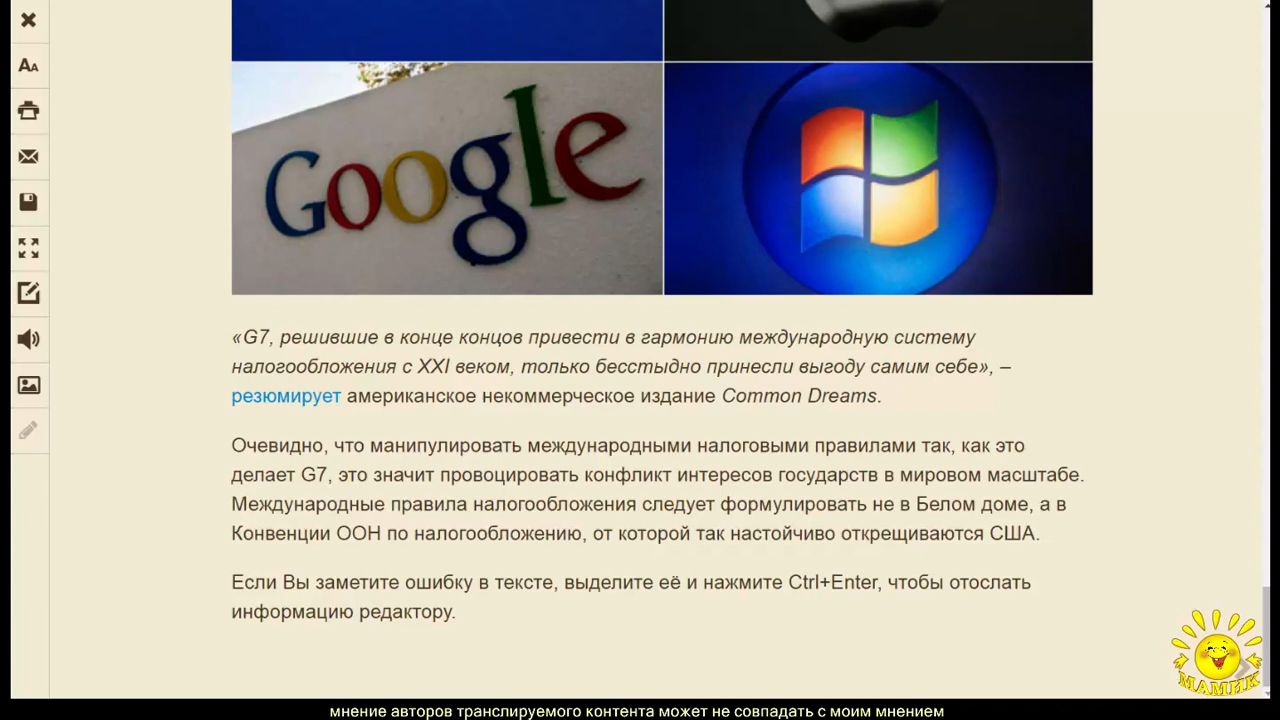 Google
«G7, решившие в конце концов привести в гармонию международную систему
налогообложения с XXI веком, только бесстыдно принесли выгоду самим себе», –
резюмирует американское некоммерческое издание Common Dreams.
Очевидно, что манипулировать международными налоговыми правилами так, как это
делает G7, это значит провоцировать конфликт интересов государств в мировом масштабе.
Международные правила налогообложения следует формулировать не в Белом доме, а в
Конвенции ООН по налогообложению, от которой так настойчиво открещиваются США.
Если Вы заметите ошибку в тексте, выделите её и нажмите Ctrl+Enter, чтобы отослать
информацию редактору.
МАМИК
мнение авторов транслируемого контента может не совпадать с моим мнением